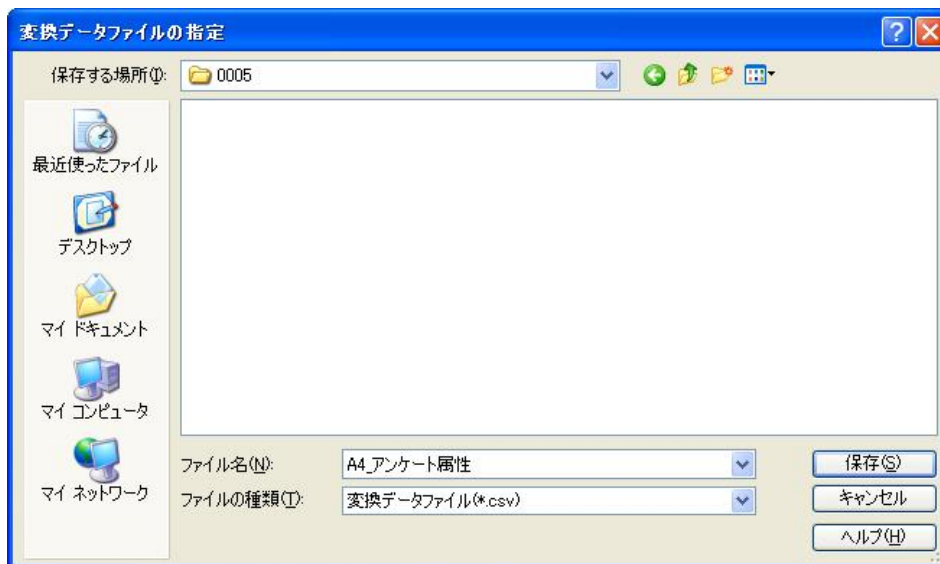 変換データファイルの指定
保存する場所(I):
0005
最近使ったファイル
デスクトップ
マイ ドキュメント
マイ コンピュータ
マイ ネットワーク
ファイル名(N):
A4_アンケート属性
保存(S)
ファイルの種類(T):
変換データファイル(*.csv)
キャンセル
ヘルプ(H)